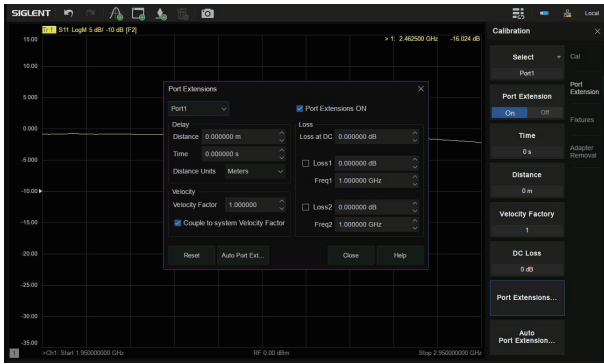 SIGLENT
Local
Tr 1 S11 LogM 5 dB/ -10 dB [F2]
> 1: 2.462500 GHz -16.024 dB
15.00
10.00
5.000
0.000
-5.000
-10.00
-15.00
-20.00
-25.00
-30.00
-35.00
Port Extensions
Port1
Port Extensions ON
Delay
Distance 0.000000 m
Time 0.000000 s
Distance Units Meters
Velocity
Velocity Factor 1.000000
Couple to system Velocity Factor
Loss
Loss at DC 0.000000 dB
Loss1 0.000000 dB
Freq1 1.000000 GHz
Loss2 0.000000 dB
Freq2 1.000000 GHz
Reset
Auto Port Ext...
Close
Help
1
>Ch1: Start 1.950000000 GHz
RF 0.00 dBm
Stop 2.950000000 GHz
Calibration
Select
Port1
Port Extension
On Off
Time
0 s
Distance
0 m
Velocity Factory
1
DC Loss
0 dB
Port Extensions...
Auto
Port Extension...
Cal
Port
Extension
Fixtures
Adapter
Removal